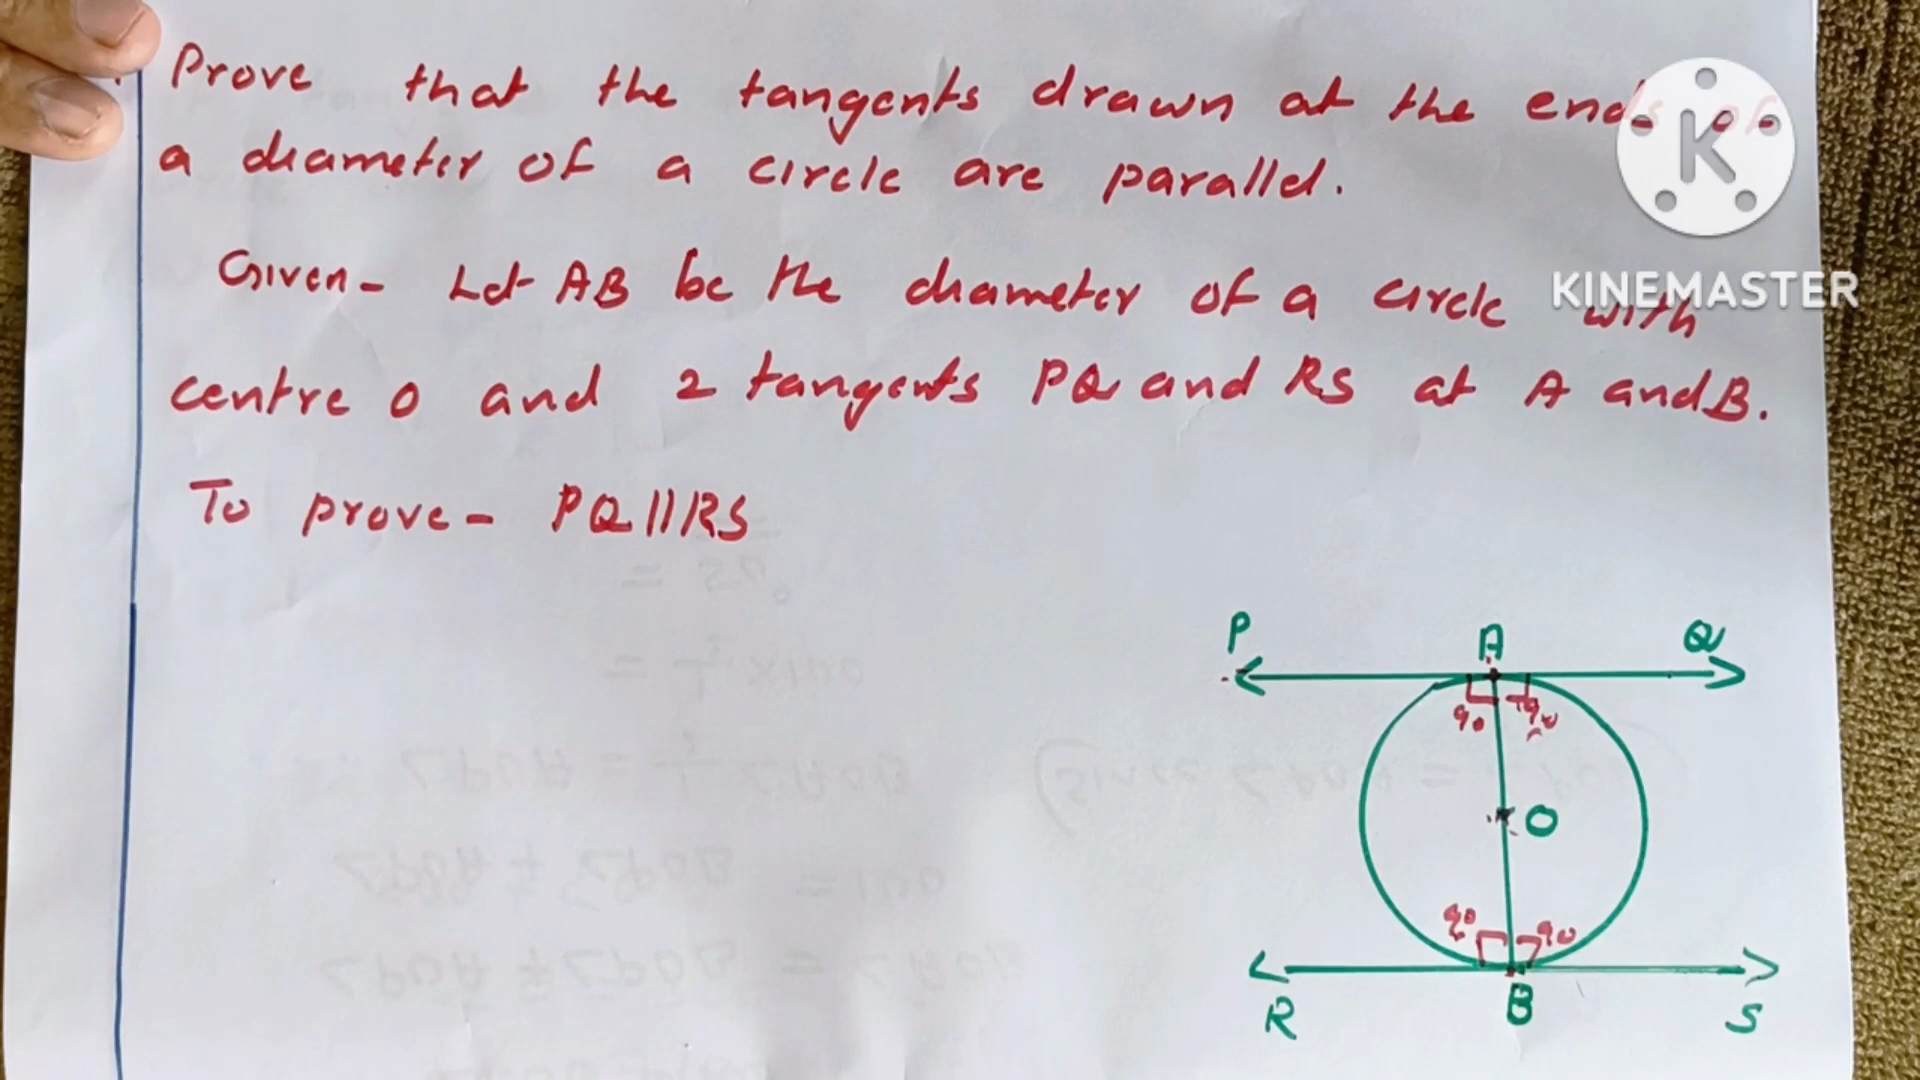 Prove that the tangents drawn at the ends of
a diameter of a circle are parallel.
Given- Let AB be the diameter of a circle with
centre O and 2 tangents PQ and RS at A and B.
To prove- PQ||RS
K
KINEMASTER
P A Q
90 90
O
90 90
R B S